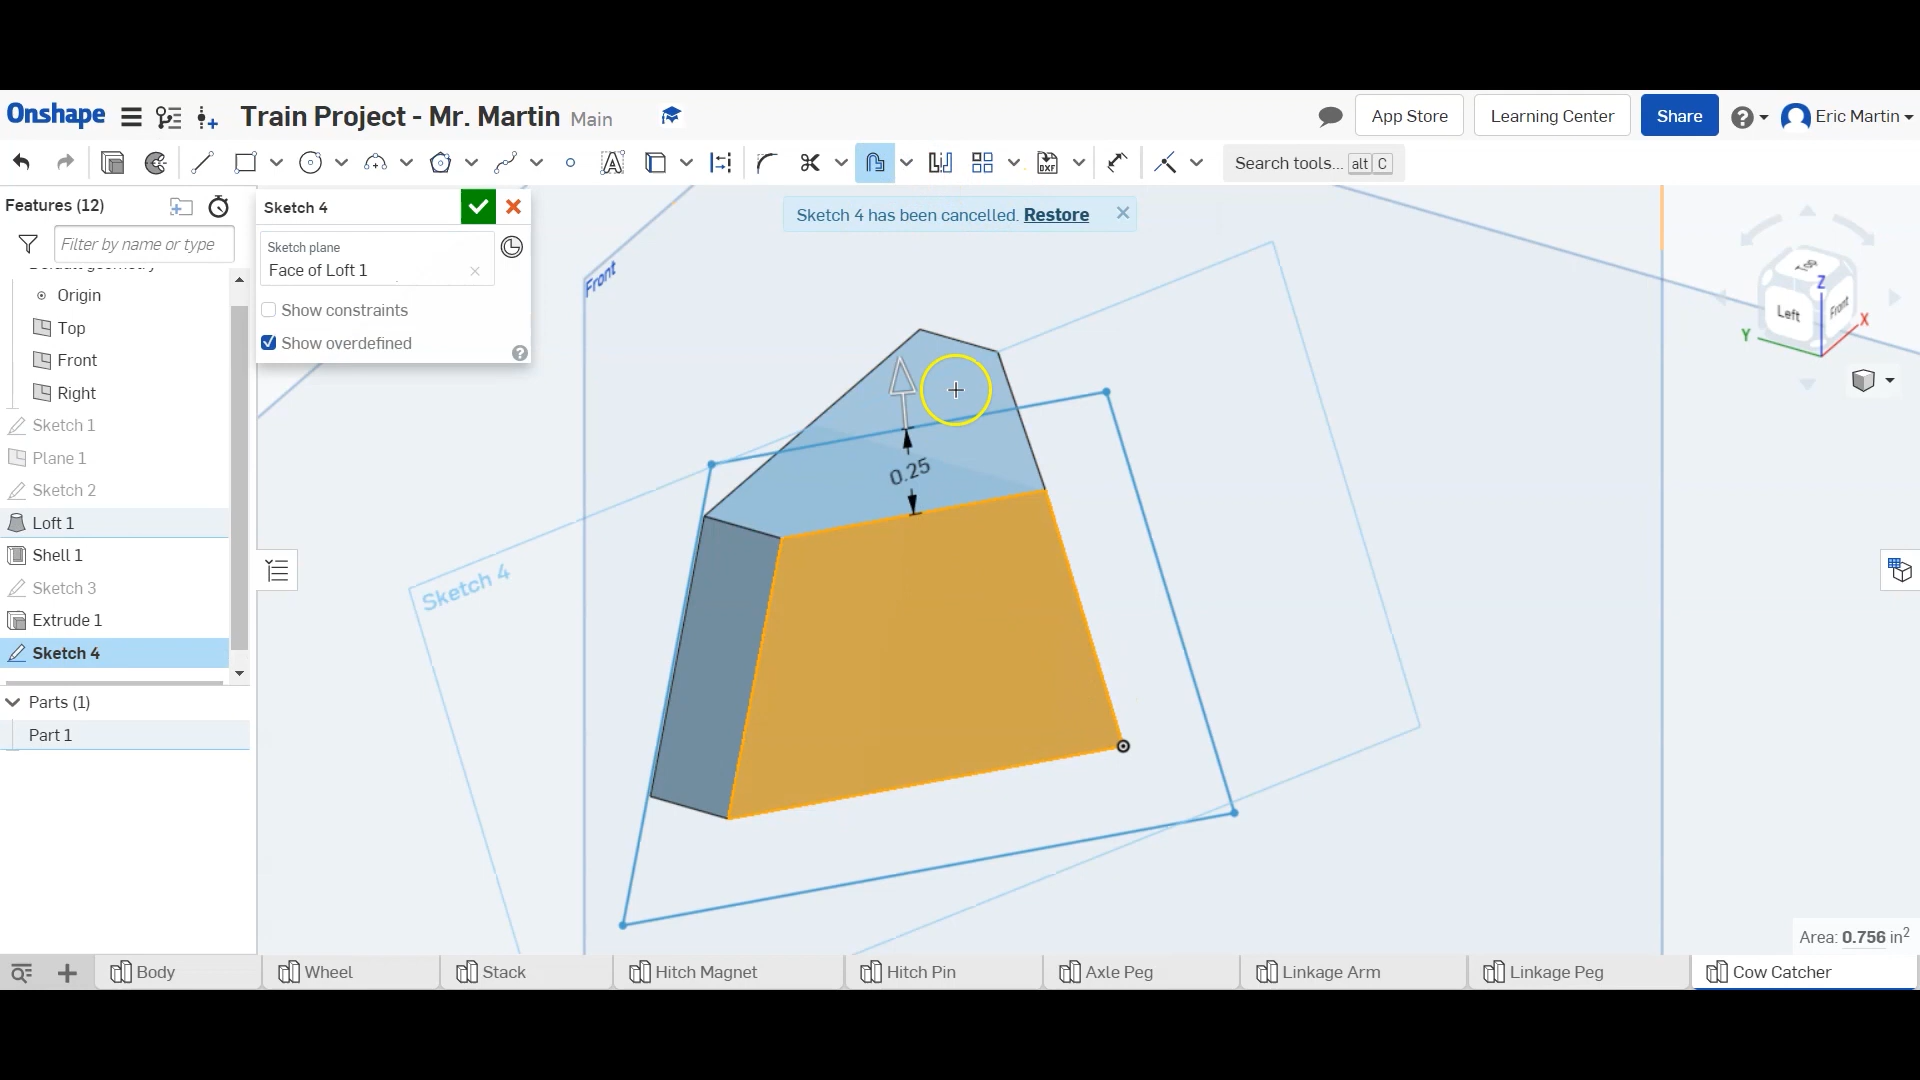 Onshape
Train Project - Mr. Martin Main
App Store
Learning Center
Share
Eric Martin
Search tools... alt C
Features (12)
Filter by name or type
Default geometry
Origin
Top
Front
Right
Sketch 1
Plane 1
Sketch 2
Loft 1
Shell 1
Sketch 3
Extrude 1
Sketch 4
Parts (1)
Part 1
Sketch 4
Sketch plane
Face of Loft 1
Show constraints
Show overdefined
Sketch 4 has been cancelled. Restore
Front
0.25
Sketch 4
Top
Z
Left
Front
X
Y
DXF
Area: 0.756 in²
Body
Wheel
Stack
Hitch Magnet
Hitch Pin
Axle Peg
Linkage Arm
Linkage Peg
Cow Catcher